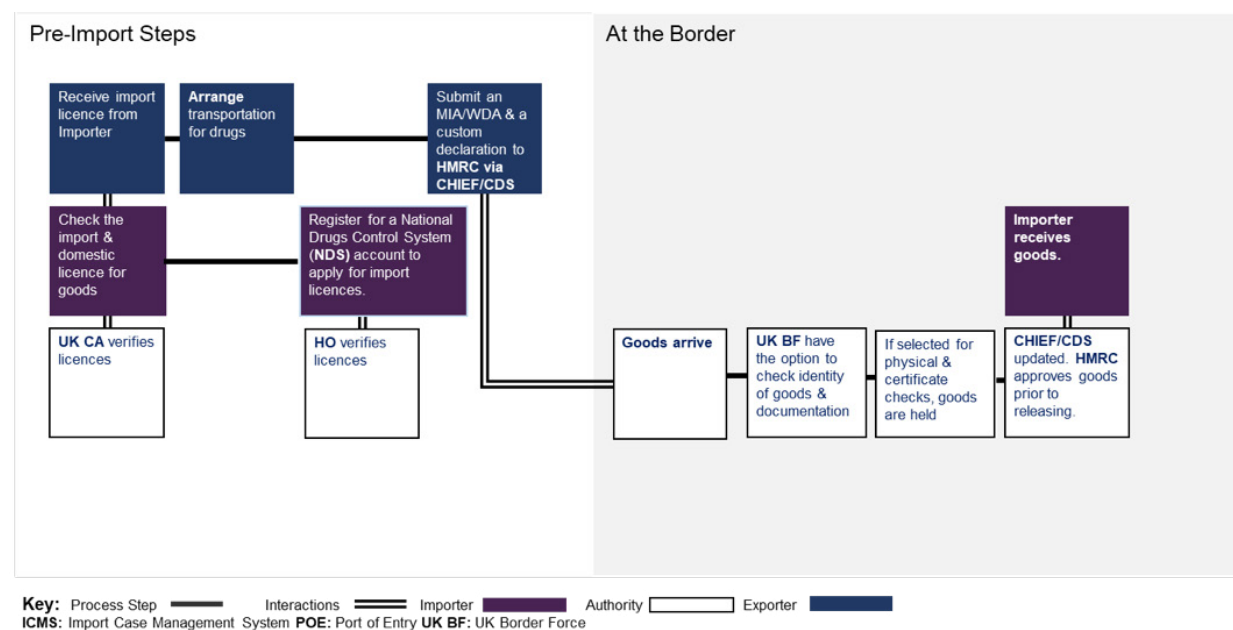 Pre-Import Steps
At the Border
Receive import
licence from
Importer
Arrange
transportation
for drugs
Submit an
MIA/WDA & a
custom
declaration to
HMRC via
CHIEF/CDS
Check the
import &
domestic
licence for
goods
Register for a National
Drugs Control System
(NDS) account to
apply for import
licences.
Importer
receives
goods.
UK CA verifies
licences
HO verifies
licences
Goods arrive
UK BF have
the option to
check identity
of goods &
documentation
If selected for
physical &
certificate
checks, goods
are held
CHIEF/CDS
updated. HMRC
approves goods
prior to
releasing.
Key: Process Step Interactions Importer Authority Exporter
ICMS: Import Case Management System POE: Port of Entry UK BF: UK Border Force